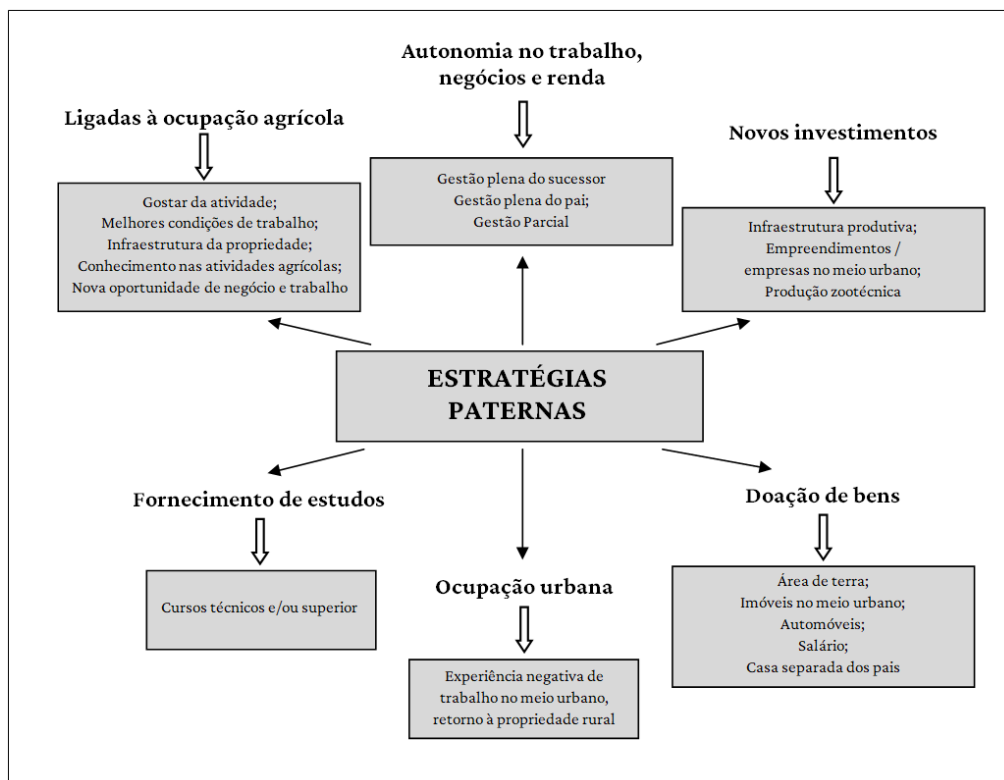 Autonomia no trabalho,
negócios e renda
Ligadas à ocupação agrícola
Novos investimentos
Gostar da atividade;
Melhores condições de trabalho;
Infraestrutura da propriedade;
Conhecimento nas atividades agrícolas;
Nova oportunidade de negócio e trabalho
Gestão plena do sucessor
Gestão plena do pai;
Gestão Parcial
Infraestrutura produtiva;
Empreendimentos /
empresas no meio urbano;
Produção zootécnica
ESTRATÉGIAS
PATERNAS
Fornecimento de estudos
Cursos técnicos e/ou superior
Ocupação urbana
Experiência negativa de
trabalho no meio urbano,
retorno à propriedade rural
Doação de bens
Área de terra;
Imóveis no meio urbano;
Automóveis;
Salário;
Casa separada dos pais